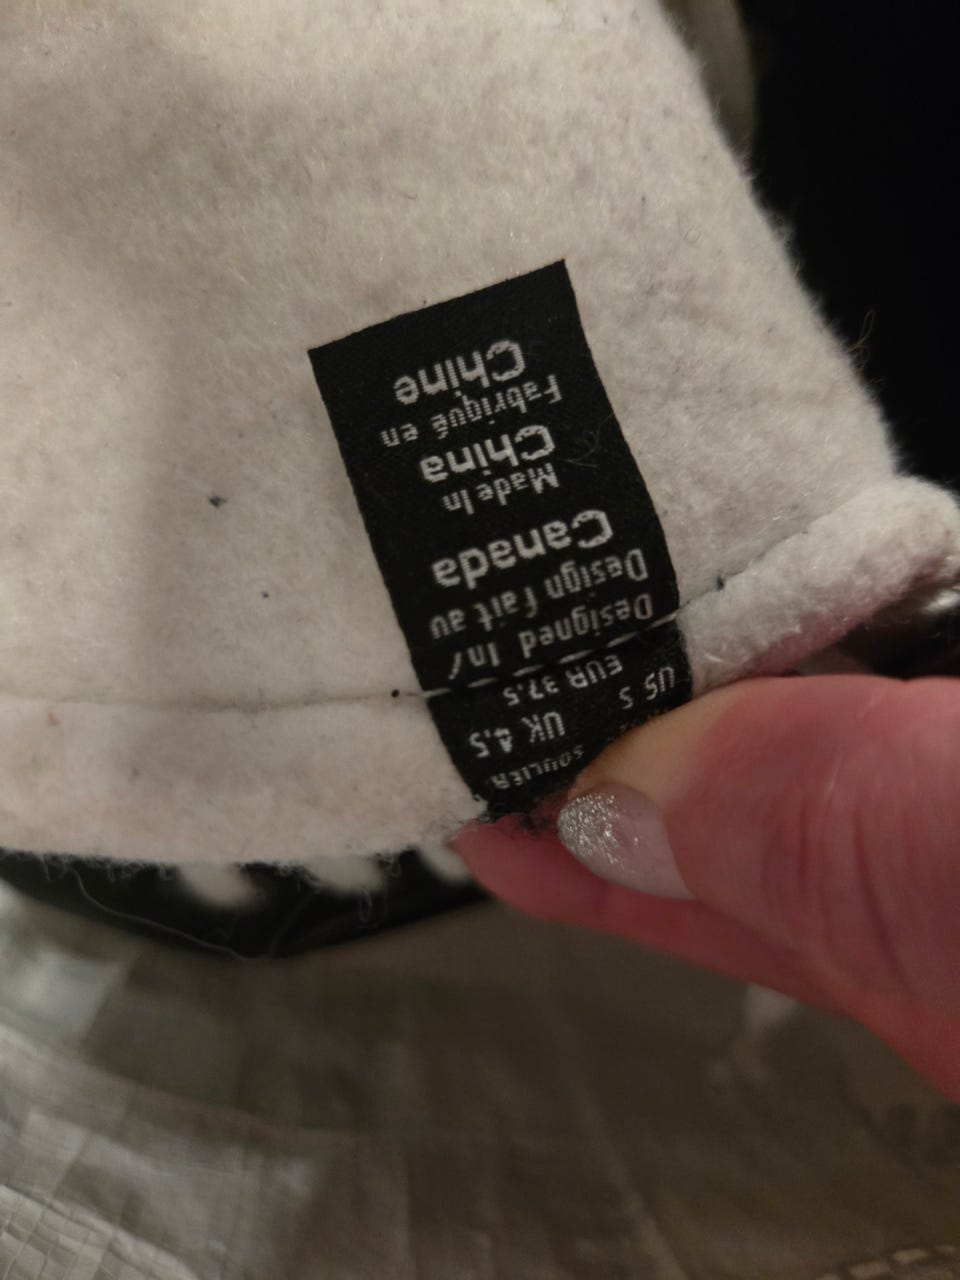 SOULIER
US 5 UK 4.5
EUR 37.5
Designed In/
Design fait au
Canada
Made In
China
Fabriqué en
Chine